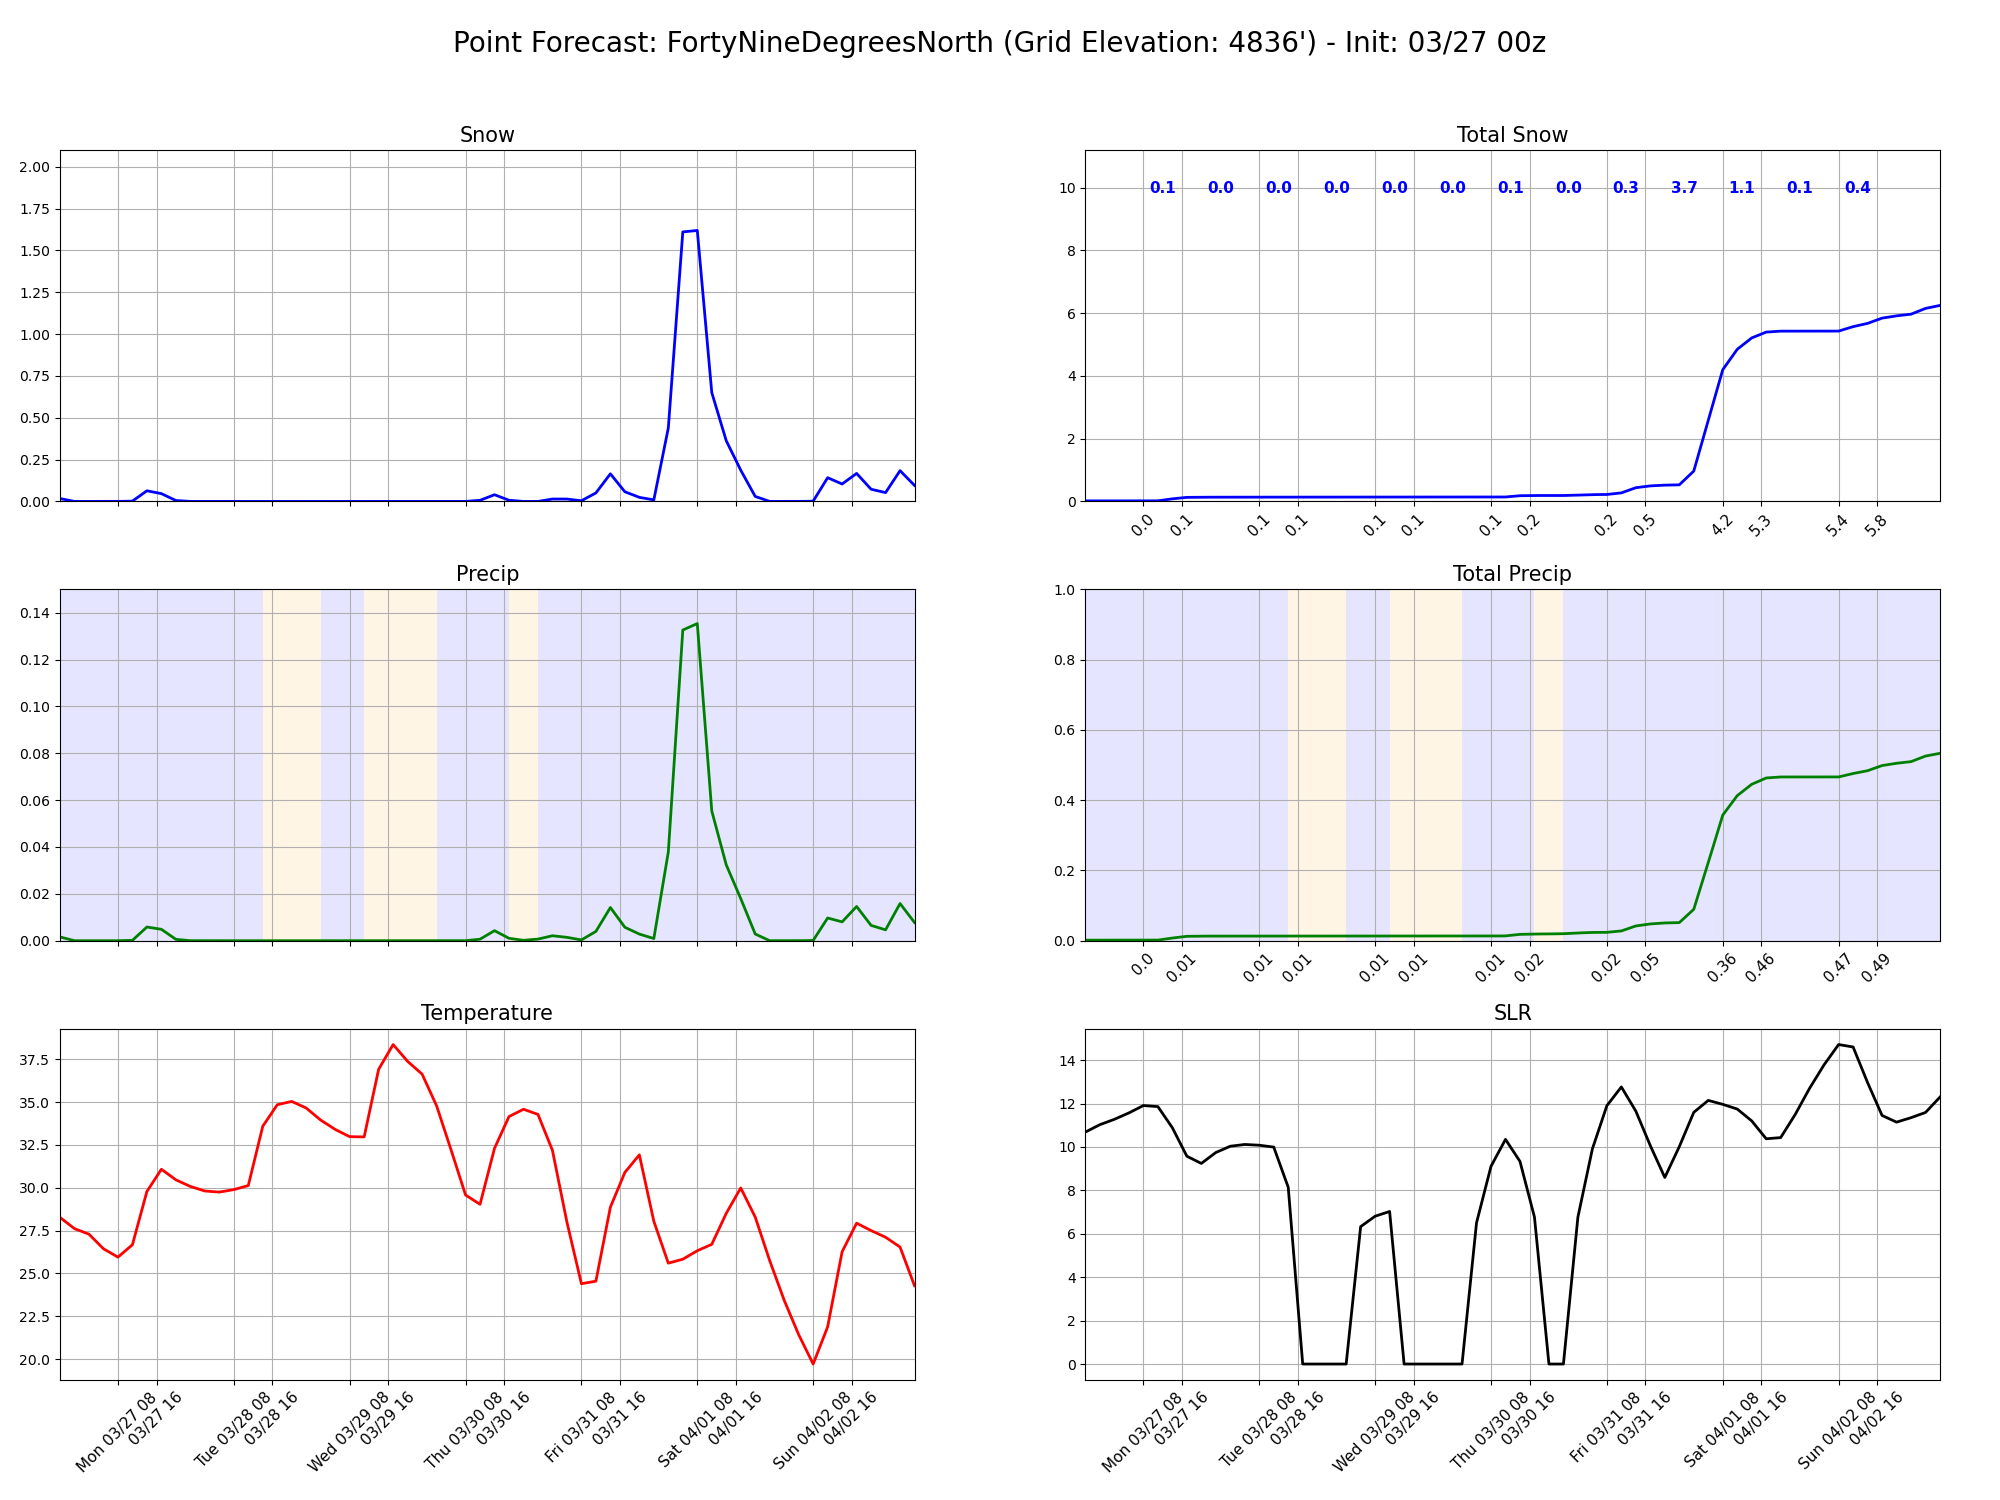 Point Forecast: FortyNineDegreesNorth (Grid Elevation: 4836') - Init: 03/27 00z
Snow
2.00
1.75
1.50
1.25
1.00
0.75
0.50
0.25
0.00
Total Snow
10
8
6
4
2
0
0.1 0.0 0.0 0.0 0.0 0.0 0.1 0.0 0.3 3.7 1.1 0.1 0.4
0.0 0.1 0.1 0.1 0.1 0.1 0.1 0.2 0.2 0.5 4.2 5.3 5.4 5.8
Precip
0.14
0.12
0.10
0.08
0.06
0.04
0.02
0.00
Total Precip
1.0
0.8
0.6
0.4
0.2
0.0
0.0 0.01 0.01 0.01 0.01 0.01 0.01 0.02 0.02 0.05 0.36 0.46 0.47 0.49
Temperature
37.5
35.0
32.5
30.0
27.5
25.0
22.5
20.0
Mon 03/27 08
03/27 16
Tue 03/28 08
03/28 16
Wed 03/29 08
03/29 16
Thu 03/30 08
03/30 16
Fri 03/31 08
03/31 16
Sat 04/01 08
04/01 16
Sun 04/02 08
04/02 16
SLR
14
12
10
8
6
4
2
0
Mon 03/27 08
03/27 16
Tue 03/28 08
03/28 16
Wed 03/29 08
03/29 16
Thu 03/30 08
03/30 16
Fri 03/31 08
03/31 16
Sat 04/01 08
04/01 16
Sun 04/02 08
04/02 16